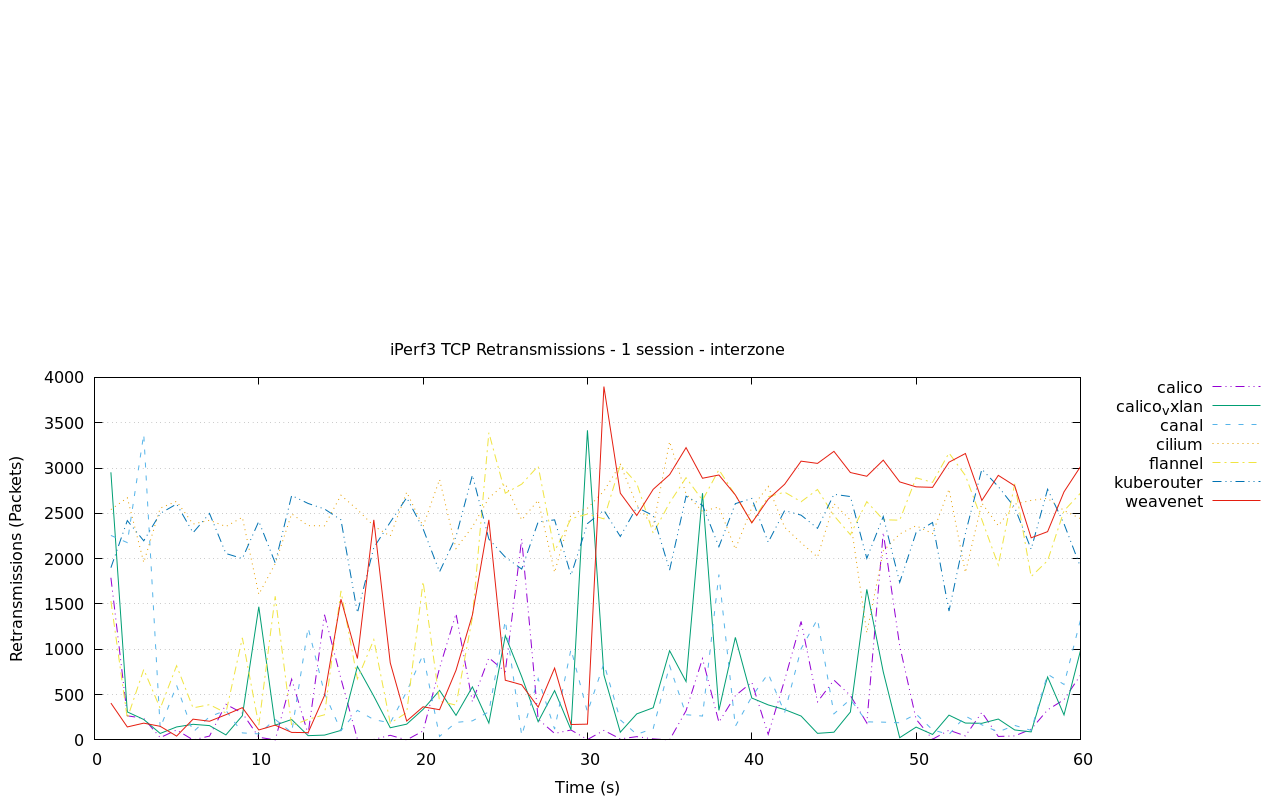 iPerf3 TCP Retransmissions - 1 session - interzone
Retransmissions (Packets)
4000
3500
3000
2500
2000
1500
1000
500
0
0 10 20 30 40 50 60
Time (s)
calico
calicovxlan
canal
cilium
flannel
kuberouter
weavenet